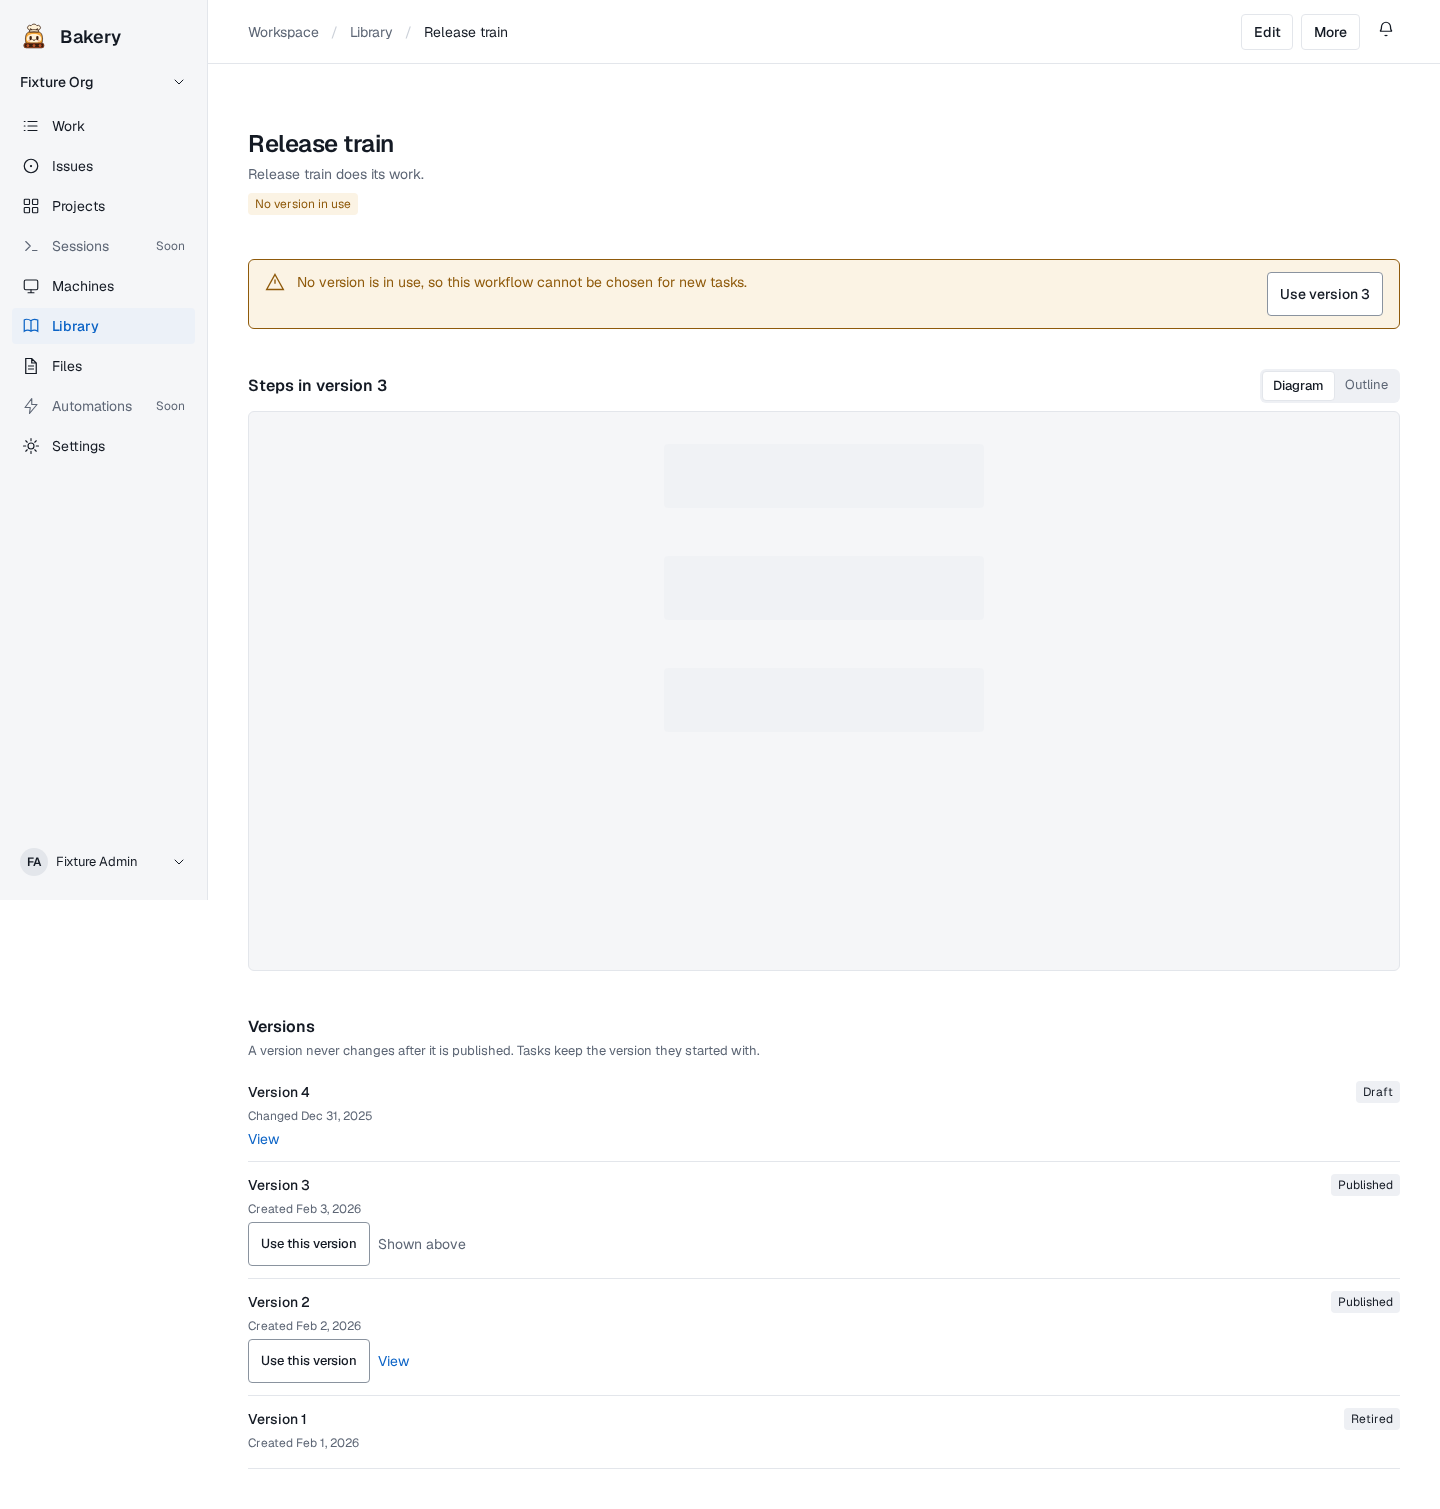 Bakery
Fixture Org
Work
Issues
Projects
Sessions Soon
Machines
Library
Files
Automations Soon
Settings
FA Fixture Admin
Workspace / Library / Release train
Edit More
Release train
Release train does its work.
No version in use
No version is in use, so this workflow cannot be chosen for new tasks.
Use version 3
Steps in version 3
Diagram Outline
Versions
A version never changes after it is published. Tasks keep the version they started with.
Version 4 Draft
Changed Dec 31, 2025
View
Version 3 Published
Created Feb 3, 2026
Use this version Shown above
Version 2 Published
Created Feb 2, 2026
Use this version View
Version 1 Retired
Created Feb 1, 2026